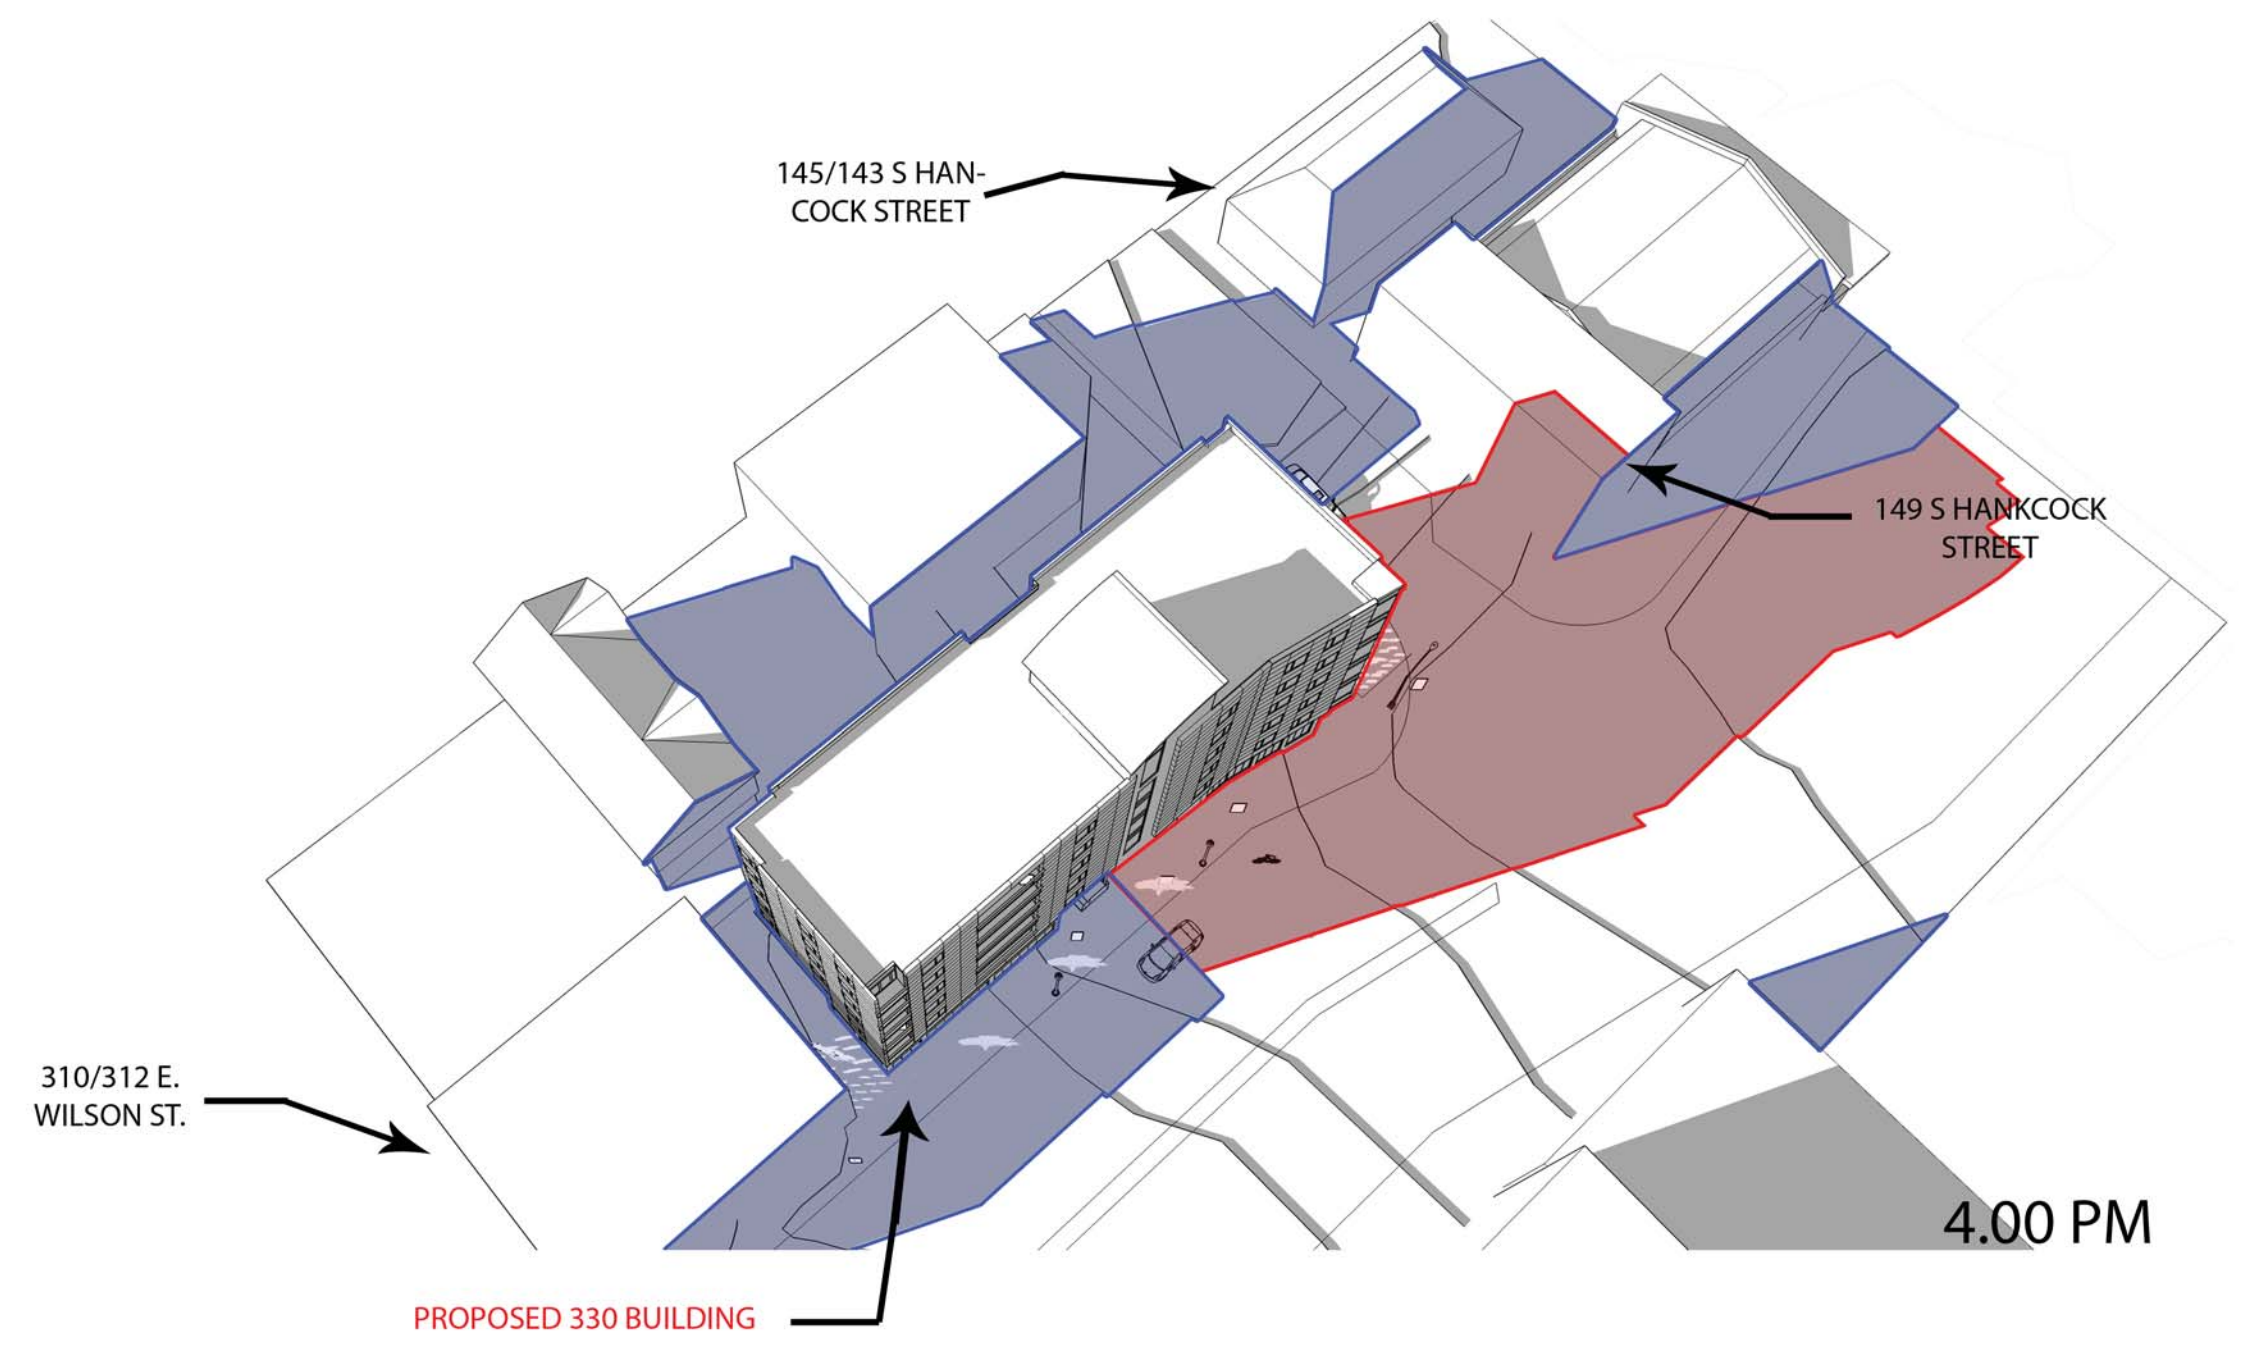 145/143 S HAN-
COCK STREET
149 S HANKCOCK
STREET
310/312 E.
WILSON ST.
4.00 PM
PROPOSED 330 BUILDING